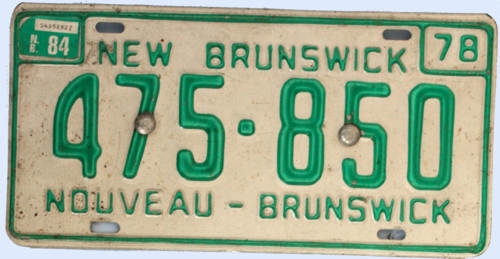 N.B. 84
78
NEW BRUNSWICK
475·850
NOUVEAU - BRUNSWICK